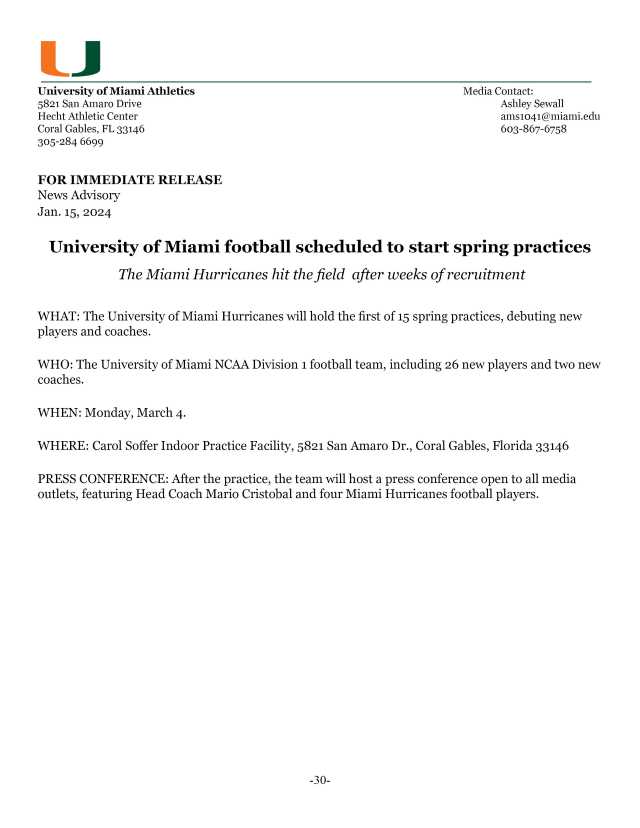 University of Miami Athletics
5821 San Amaro Drive
Hecht Athletic Center
Coral Gables, FL 33146
305-284 6699
Media Contact:
Ashley Sewall
ams1041@miami.edu
603-867-6758
FOR IMMEDIATE RELEASE
News Advisory
Jan. 15, 2024
University of Miami football scheduled to start spring practices
The Miami Hurricanes hit the field after weeks of recruitment
WHAT: The University of Miami Hurricanes will hold the first of 15 spring practices, debuting new
players and coaches.
WHO: The University of Miami NCAA Division 1 football team, including 26 new players and two new
coaches.
WHEN: Monday, March 4.
WHERE: Carol Soffer Indoor Practice Facility, 5821 San Amaro Dr., Coral Gables, Florida 33146
PRESS CONFERENCE: After the practice, the team will host a press conference open to all media
outlets, featuring Head Coach Mario Cristobal and four Miami Hurricanes football players.
-30-